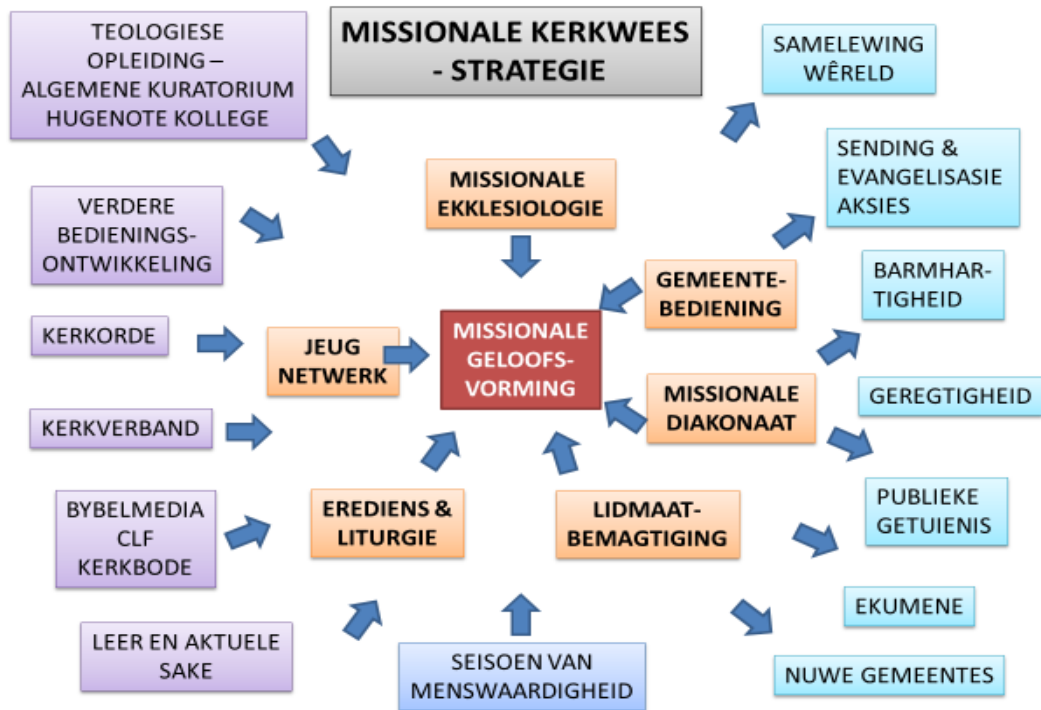 MISSIONALE KERKWEES
- STRATEGIE
TEOLOGIESE
OPLEIDING –
ALGEMENE KURATORIUM
HUGENOTE KOLLEGE
VERDERE
BEDIENINGS-
ONTWIKKELING
KERKORDE
KERKVERBAND
BYBELMEDIA
CLF
KERKBODE
LEER EN AKTUELE
SAKE
MISSIONALE
EKKLESIOLOGIE
JEUG
NETWERK
MISSIONALE
GELOOFS-
VORMING
GEMEENTE-
BEDIENING
MISSIONALE
DIAKONAAT
EREDIENS &
LITURGIE
LIDMAAT-
BEMAGTIGING
SEISOEN VAN
MENSWAARDIGHEID
SAMELEWING
WÊRELD
SENDING &
EVANGELISASIE
AKSIES
BARMHAR-
TIGHEID
GEREGTIGHEID
PUBLIEKE
GETUIENIS
EKUMENE
NUWE GEMEENTES